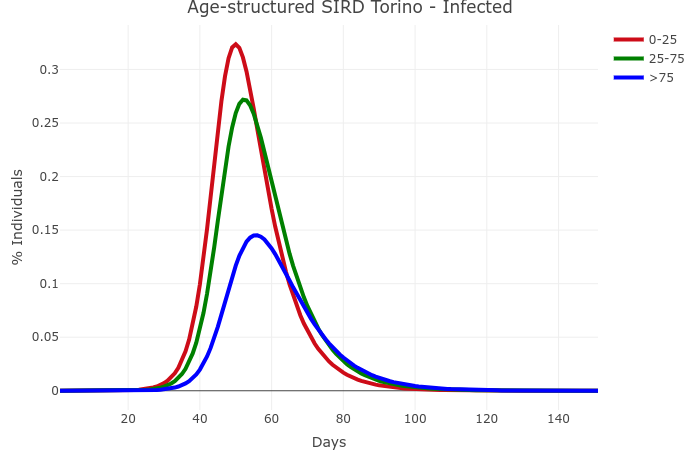 Age-structured SIRD Torino - Infected
0-25
25-75
>75
% Individuals
0.3
0.25
0.2
0.15
0.1
0.05
0
20 40 60 80 100 120 140
Days